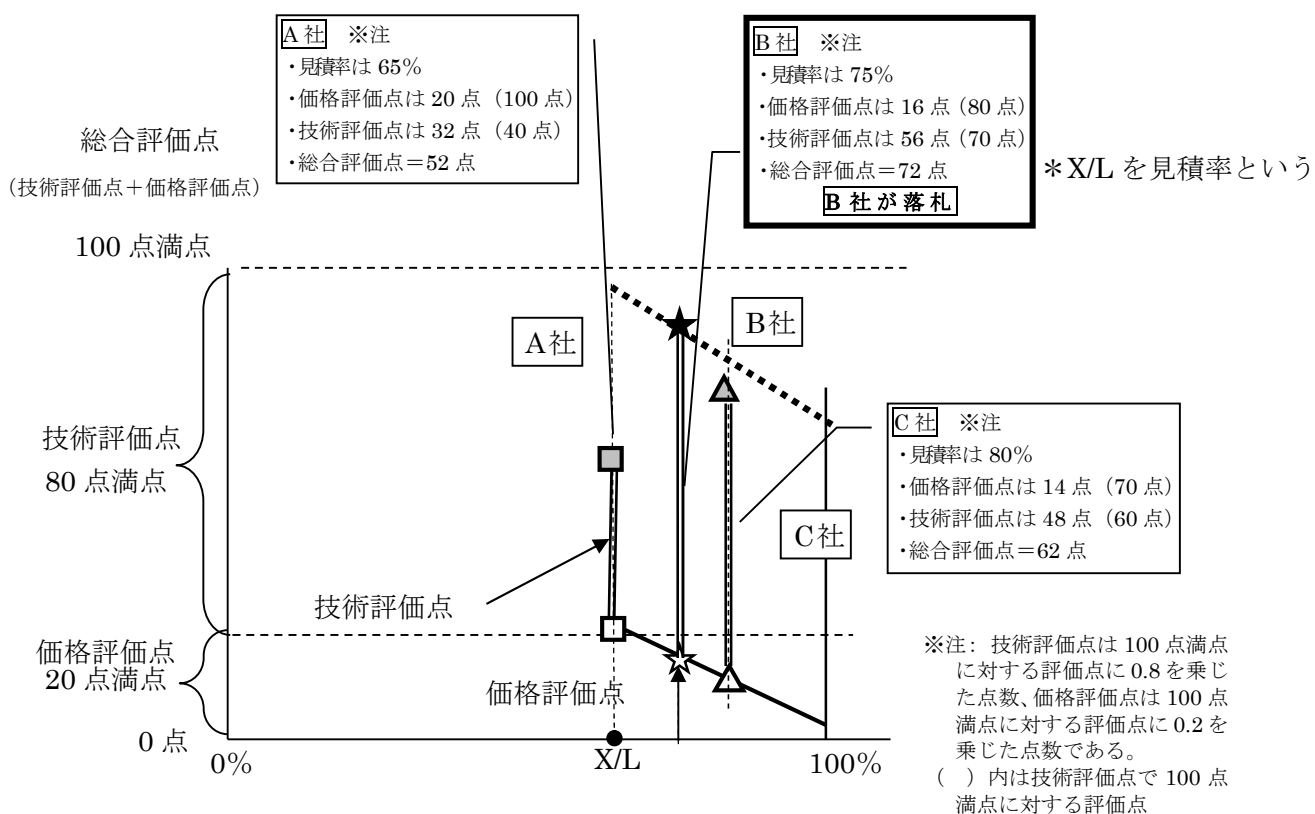 A 社　※注
・見積率は 65%
・価格評価点は 20 点（100 点）
・技術評価点は 32 点（40 点）
・総合評価点＝52 点
B 社　※注
・見積率は 75%
・価格評価点は 16 点（80 点）
・技術評価点は 56 点（70 点）
・総合評価点＝72 点
B 社が落札
＊X/L を見積率という
総合評価点
（技術評価点＋価格評価点）
100 点満点
A社
B社
C 社　※注
・見積率は 80%
・価格評価点は 14 点（70 点）
・技術評価点は 48 点（60 点）
・総合評価点＝62 点
技術評価点
80 点満点
C社
技術評価点
価格評価点
20 点満点
価格評価点
0 点
0%
X/L
100%
※注：技術評価点は 100 点満点
に対する評価点に 0.8 を乗じ
た点数、価格評価点は 100 点
満点に対する評価点に 0.2 を
乗じた点数である。
（　）内は技術評価点で 100 点
満点に対する評価点